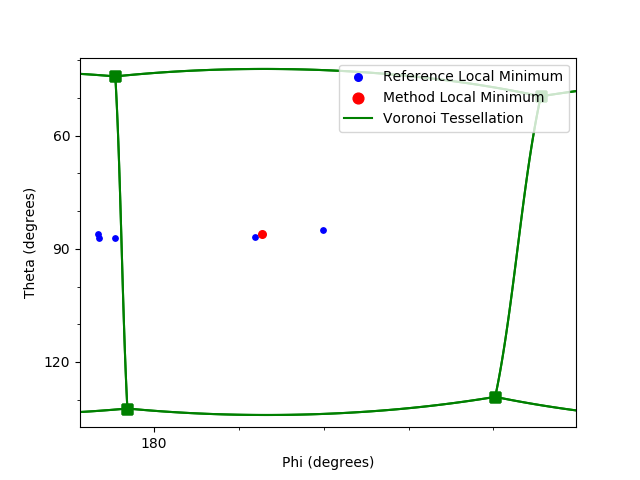 Reference Local Minimum
Method Local Minimum
Voronoi Tessellation
60
90
120
Theta (degrees)
180
Phi (degrees)